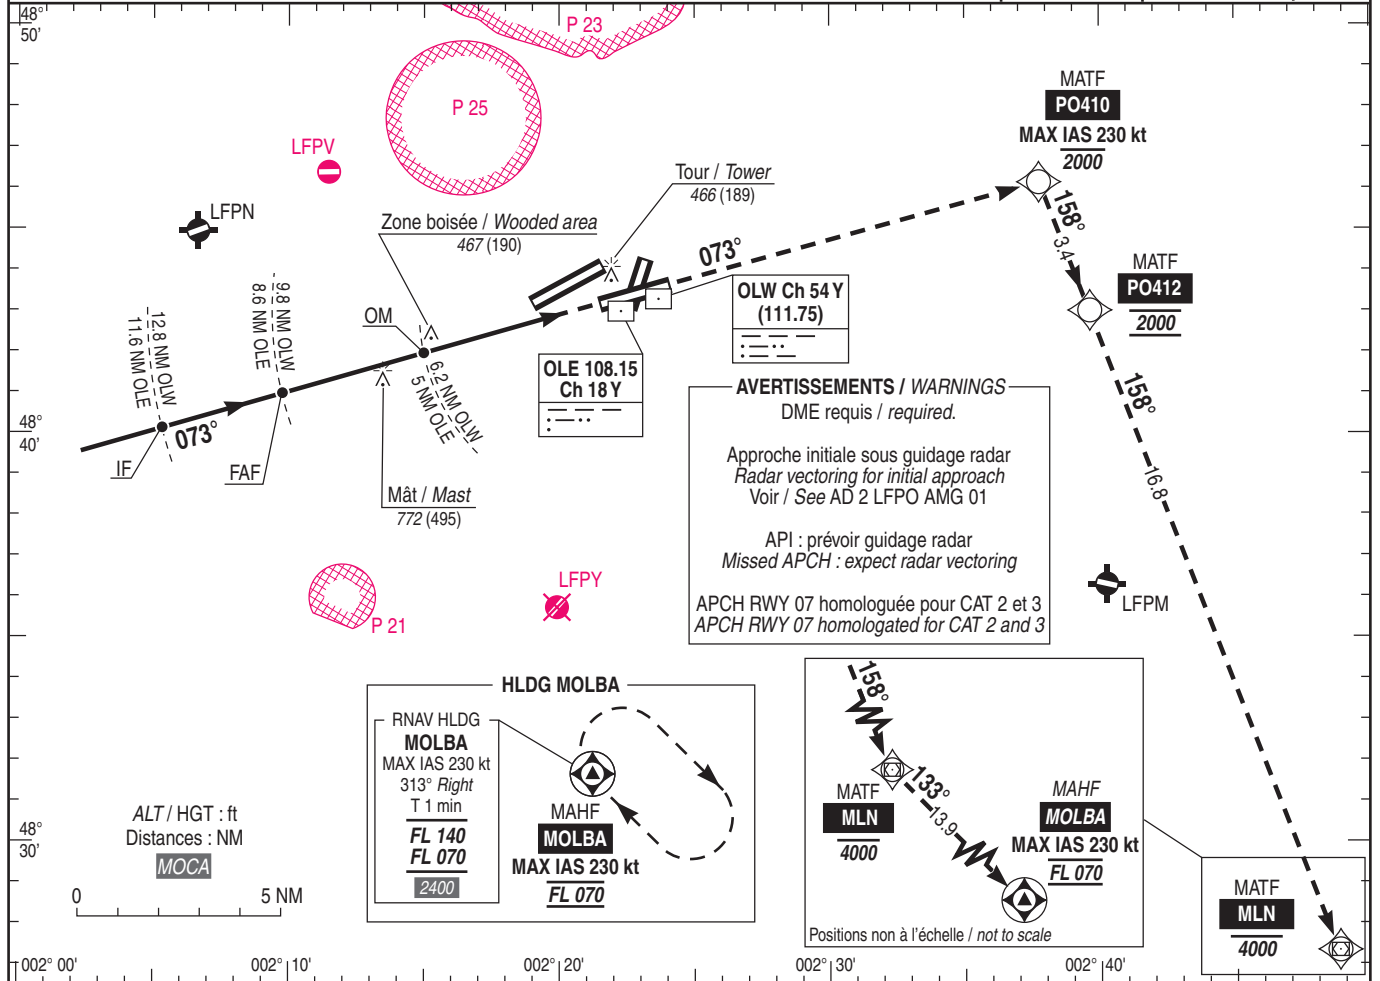 48°
50'
P 23
P 25
LFPV
LFPN
MATF
PO410
MAX IAS 230 kt
2000
Tour / Tower
466 (189)
Zone boisée / Wooded area
467 (190)
073°
158°
3.4
MATF
PO412
2000
OLW Ch 54 Y
(111.75)
OLE 108.15
Ch 18 Y
12.8 NM OLW
11.6 NM OLE
9.8 NM OLW
8.6 NM OLE
OM
6.2 NM OLW
5 NM OLE
48°
40'
IF
073°
FAF
Mât / Mast
772 (495)
AVERTISSEMENTS / WARNINGS
DME requis / required.
Approche initiale sous guidage radar
Radar vectoring for initial approach
Voir / See AD 2 LFPO AMG 01
API : prévoir guidage radar
Missed APCH : expect radar vectoring
APCH RWY 07 homologuée pour CAT 2 et 3
APCH RWY 07 homologated for CAT 2 and 3
158°
16.8
LFPM
LFPY
P 21
HLDG MOLBA
RNAV HLDG
MOLBA
MAX IAS 230 kt
313° Right
T 1 min
FL 140
FL 070
2400
MAHF
MOLBA
MAX IAS 230 kt
FL 070
158°
MATF
MLN
4000
133°
13.9
MAHF
MOLBA
MAX IAS 230 kt
FL 070
Positions non à l'échelle / not to scale
MATF
MLN
4000
ALT / HGT : ft
Distances : NM
MOCA
0
5 NM
48°
30'
002° 00'
002° 10'
002° 20'
002° 30'
002° 40'